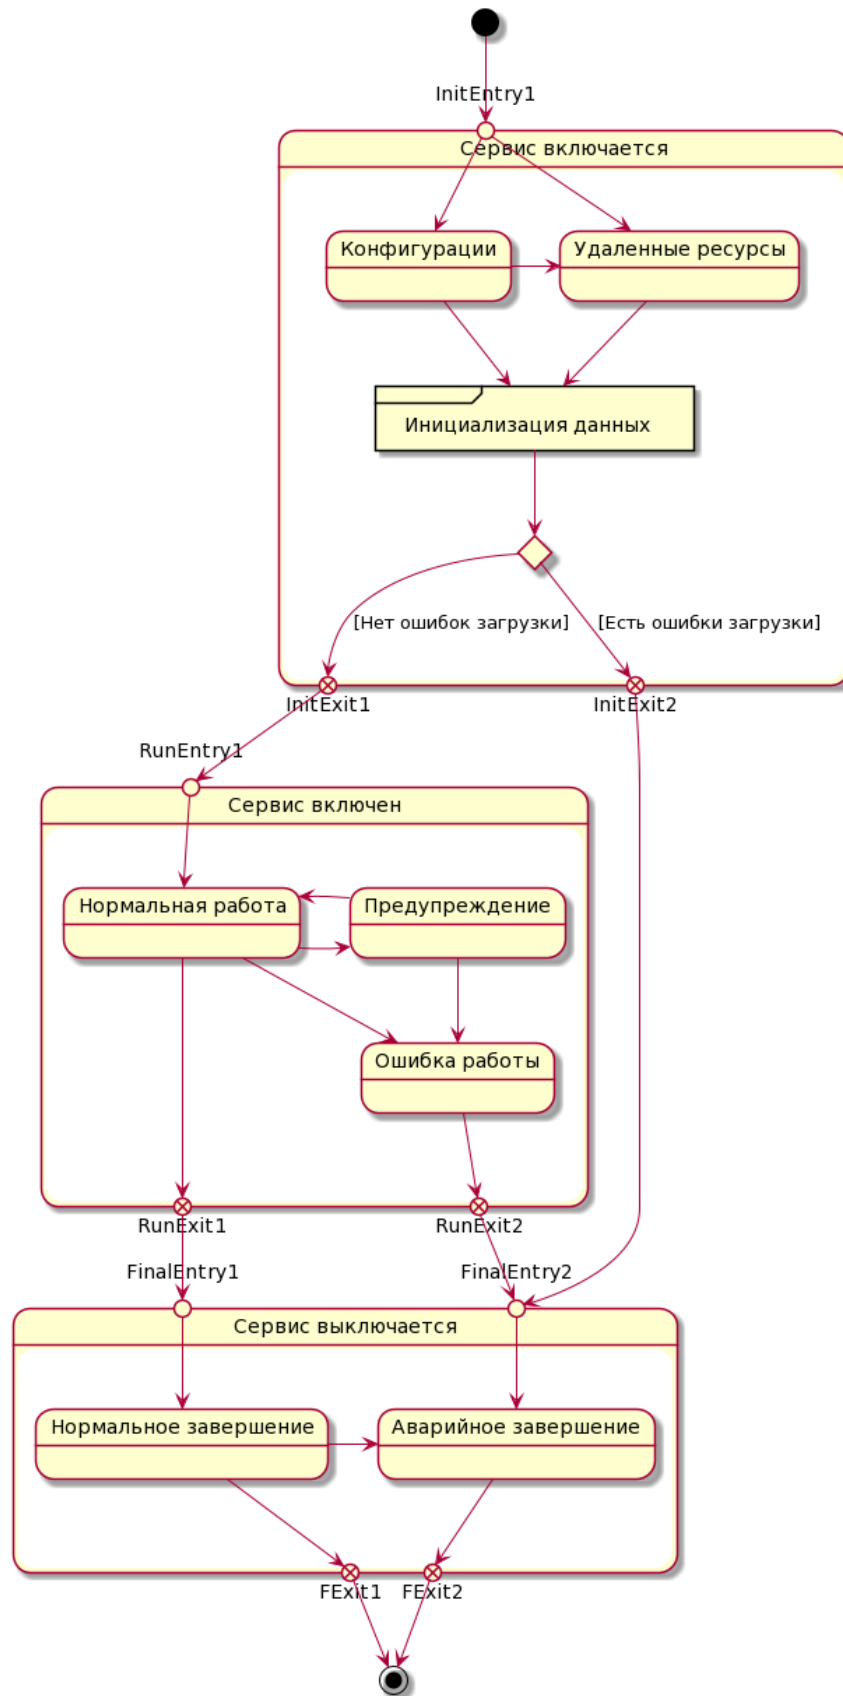 InitEntry1
Сервис включается
Конфигурации
Удаленные ресурсы
Инициализация данных
[Нет ошибок загрузки]
[Есть ошибки загрузки]
InitExit1
InitExit2
RunEntry1
Сервис включен
Нормальная работа
Предупреждение
Ошибка работы
RunExit1
RunExit2
FinalEntry1
FinalEntry2
Сервис выключается
Нормальное завершение
Аварийное завершение
FExit1
FExit2